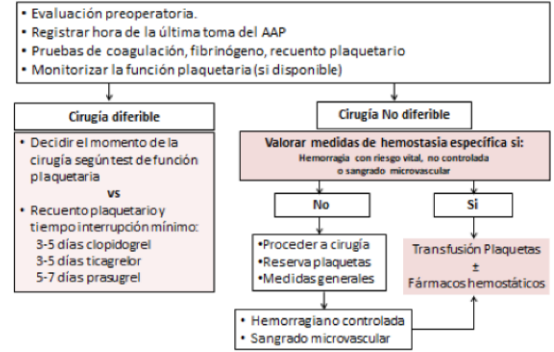 • Evaluación preoperatoria.
• Registrar hora de la última toma del AAP
• Pruebas de coagulación, fibrinógeno, recuento plaquetario
• Monitorizar la función plaquetaria (si disponible)
Cirugía diferible
• Decidir el momento de la
cirugía según test de función
plaquetaria
vs
• Recuento plaquetario y
tiempo interrupción mínimo:
3-5 días clopidogrel
3-5 días ticagrelor
5-7 días prasugrel
Cirugía No diferible
Valorar medidas de hemostasia específica si:
Hemorragia con riesgo vital, no controlada
o sangrado microvascular
No
Si
•Proceder a cirugía
•Reserva plaquetas
•Medidas generales
Transfusión Plaquetas
±
Fármacos hemostáticos
• Hemorragia no controlada
• Sangrado microvascular